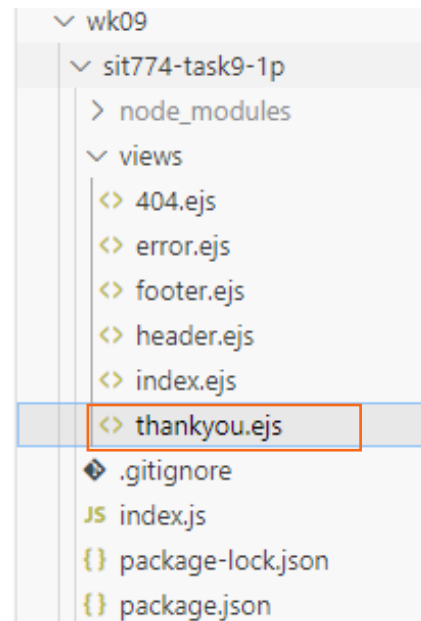 wk09
sit774-task9-1p
node_modules
views
<> 404.ejs
<> error.ejs
<> footer.ejs
<> header.ejs
<> index.ejs
<> thankyou.ejs
.gitignore
JS index.js
{} package-lock.json
{} package.json